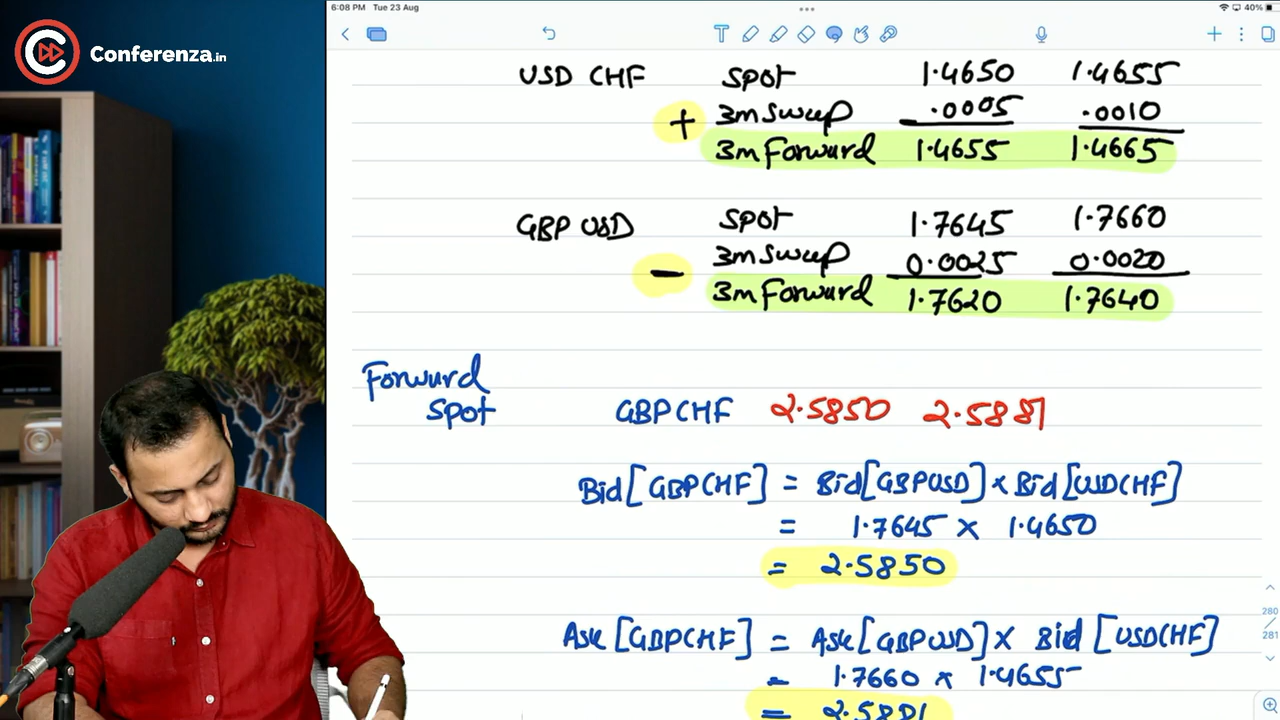 6:08 PM Tue 23 Aug
40%
Conferenza.in
USD CHF SPOT 1.4650 1.4655
+ 3m Swap .0005 .0010
3m Forward 1.4655 1.4665
GBP USD SPOT 1.7645 1.7660
- 3m Swap 0.0025 0.0020
3m Forward 1.7620 1.7640
Forward
Spot GBPCHF 2.5850 2.5881
Bid [GBPCHF] = Bid[GBPUSD] × Bid [USDCHF]
= 1.7645 × 1.4650
= 2.5850
280
281
Ask [GBPCHF] = Ask [GBPUSD] × Bid [USDCHF]
= 1.7660 × 1.4655
= 2.5881